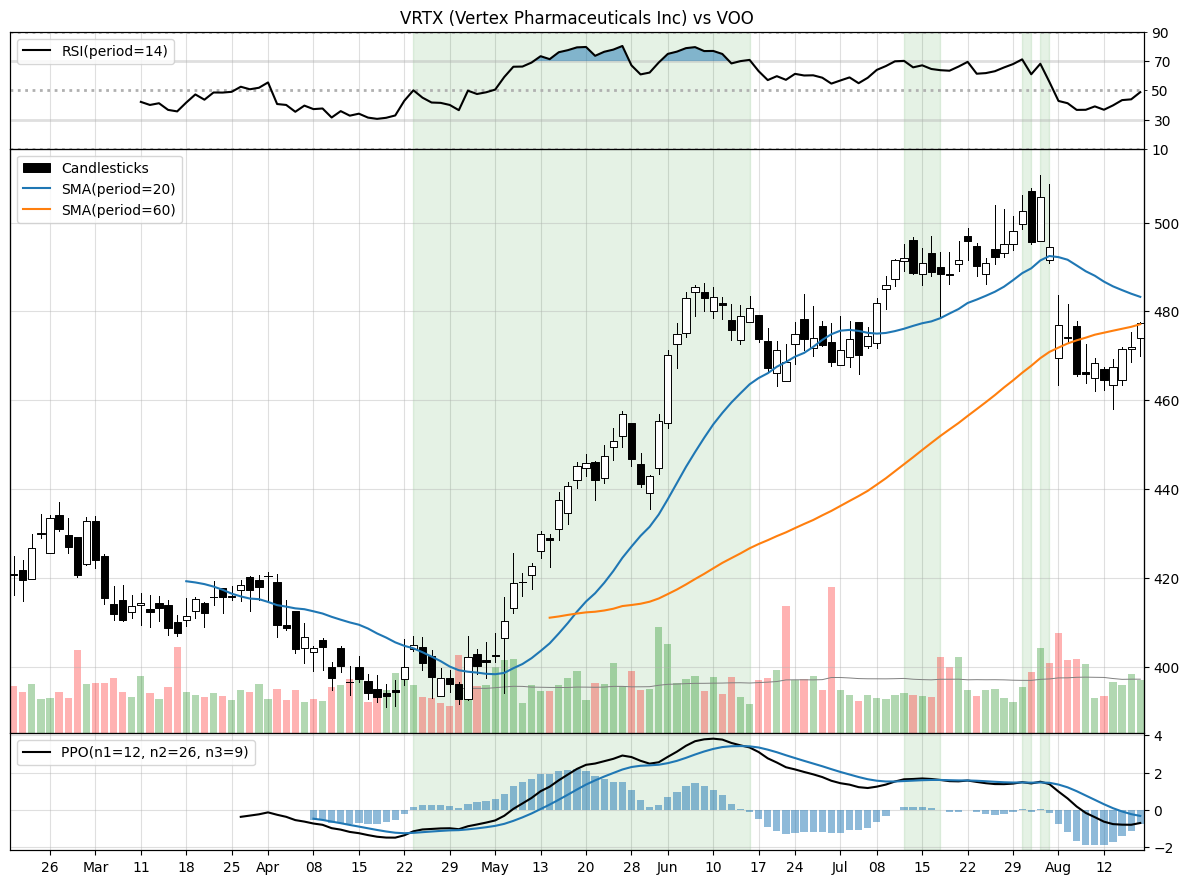 VRTX (Vertex Pharmaceuticals Inc) vs VOO
RSI(period=14)
90
70
50
30
10
Candlesticks
SMA(period=20)
SMA(period=60)
500
480
460
440
420
400
PPO(n1=12, n2=26, n3=9)
4
2
0
−2
26 Mar 11 18 25 Apr 08 15 22 29 May 13 20 28 Jun 10 17 24 Jul 08 15 22 29 Aug 12